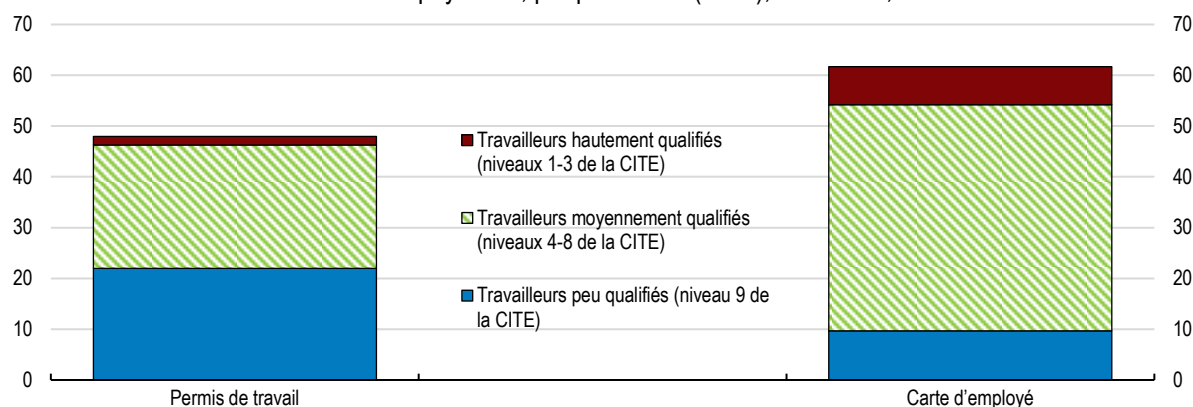 70 70
60 60
50 50
Travailleurs hautement qualifiés
(niveaux 1-3 de la CITE)
40 40
Travailleurs moyennement qualifiés
30 30
(niveaux 4-8 de la CITE)
20 20
Travailleurs peu qualifiés (niveau 9 de
la CITE)
10 10
0 0
Permis de travail Carte d'employé